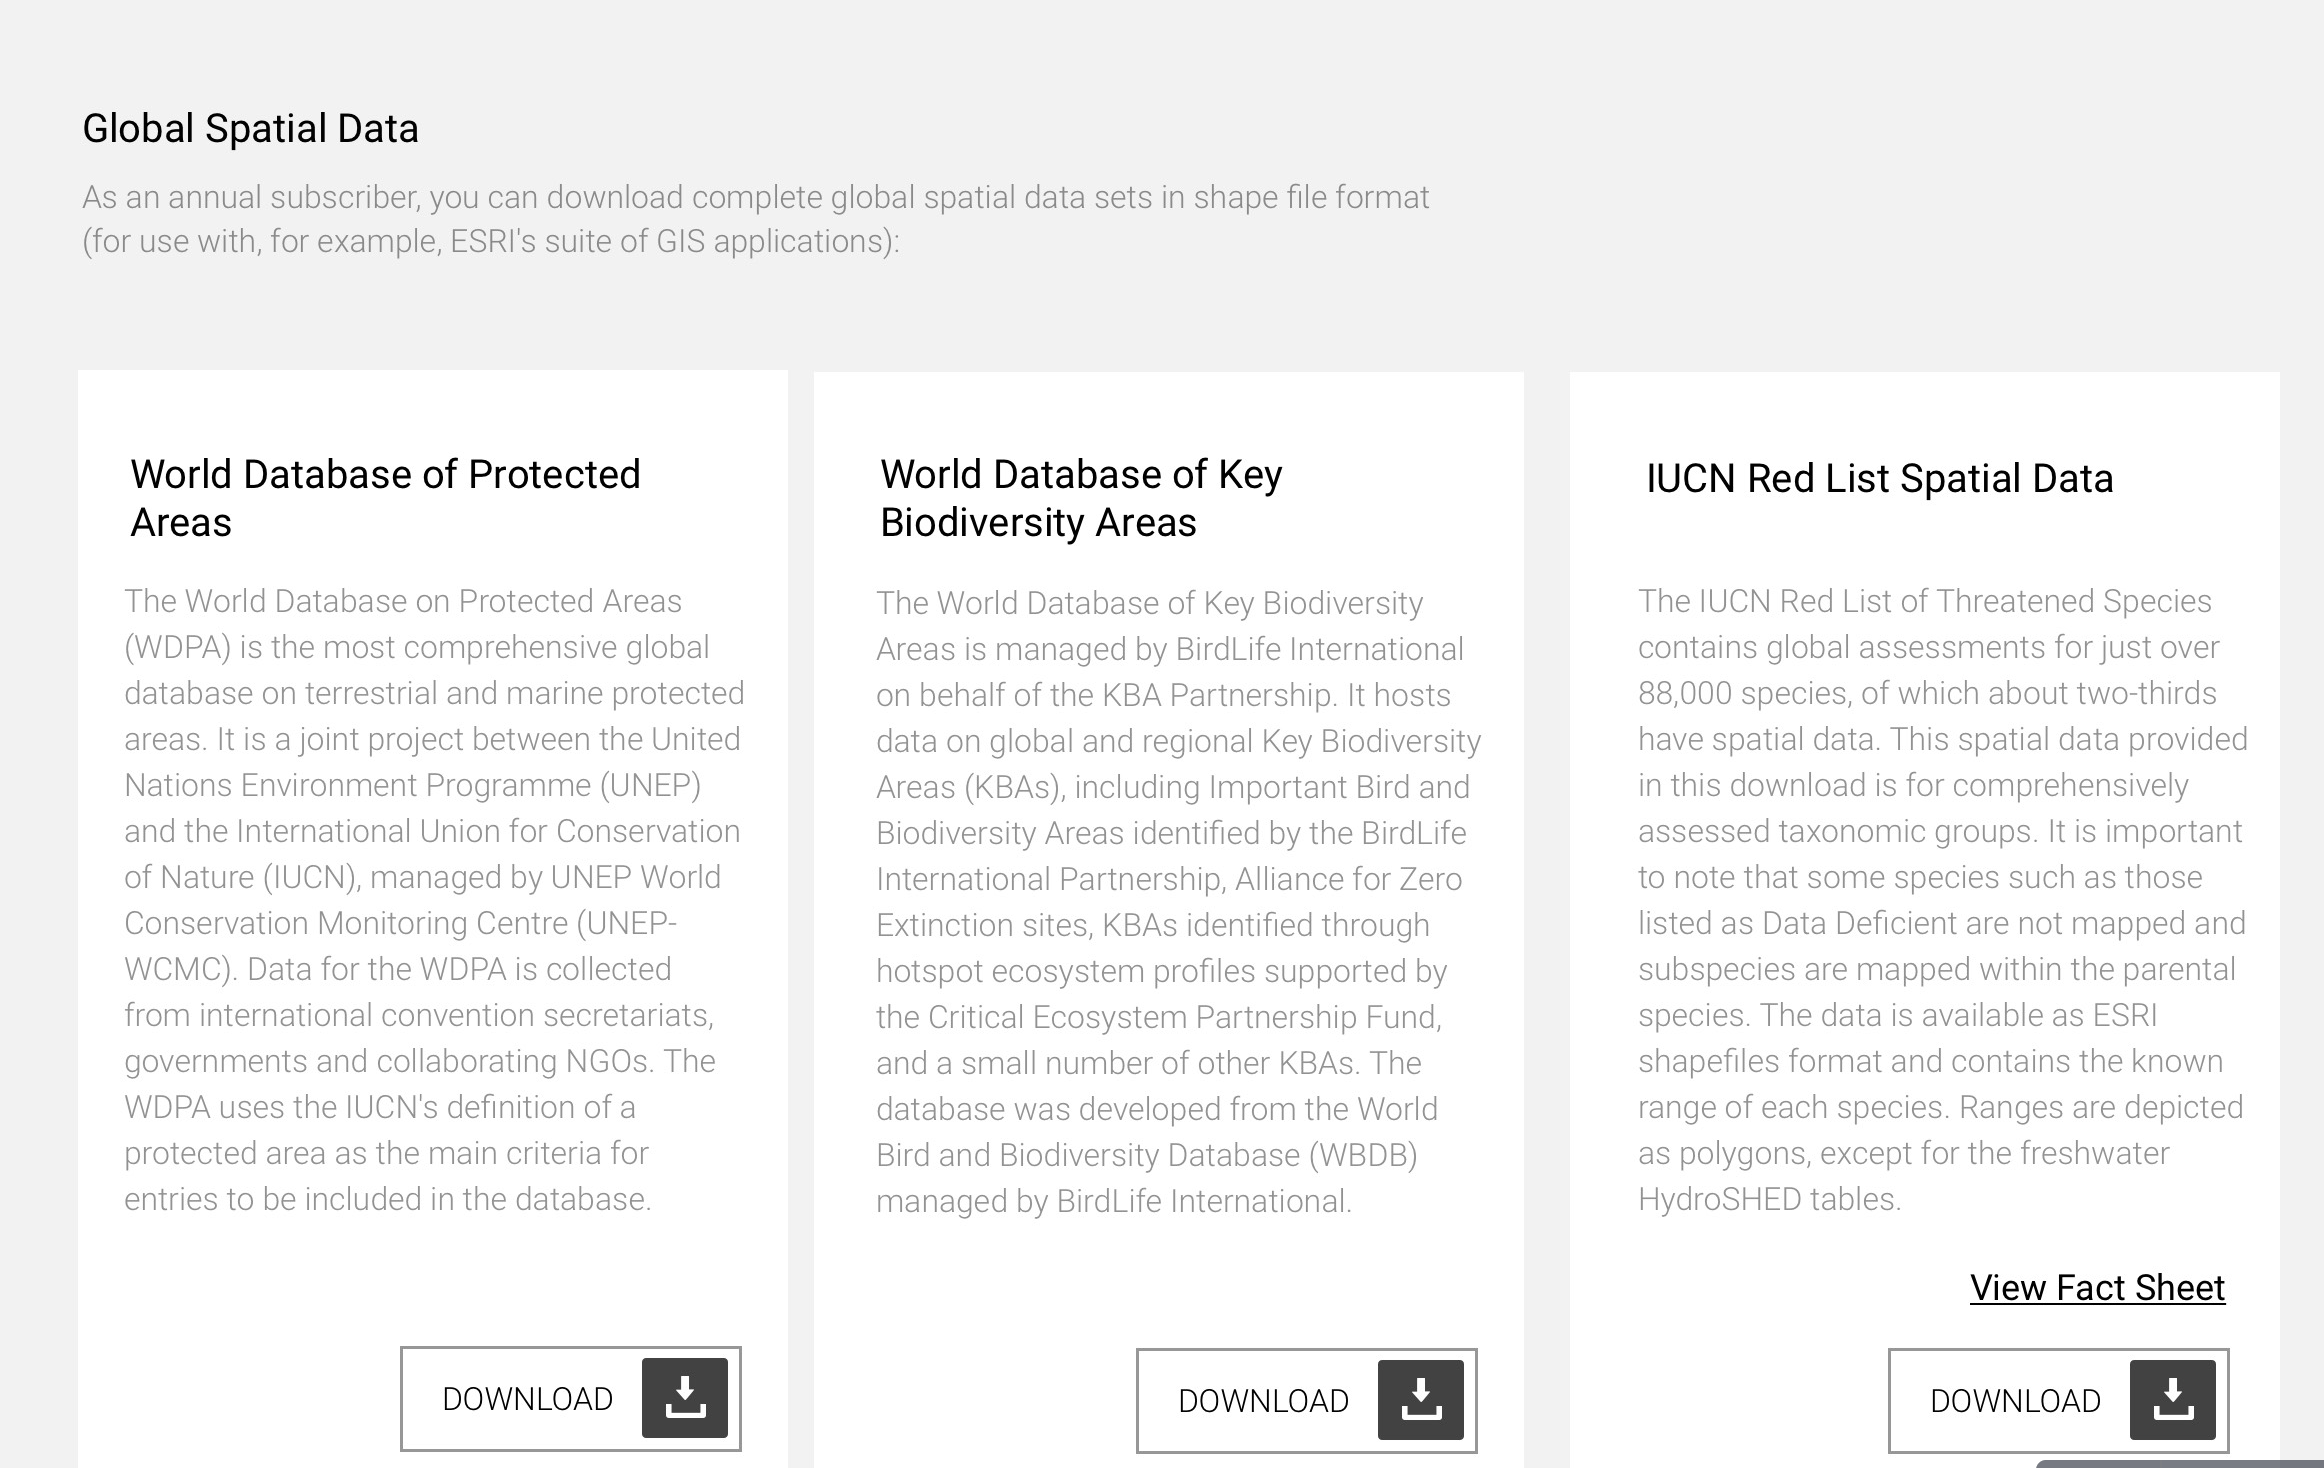 Global Spatial Data
As an annual subscriber, you can download complete global spatial data sets in shape file format
(for use with, for example, ESRI's suite of GIS applications):
World Database of Protected
Areas
The World Database on Protected Areas
(WDPA) is the most comprehensive global
database on terrestrial and marine protected
areas. It is a joint project between the United
Nations Environment Programme (UNEP)
and the International Union for Conservation
of Nature (IUCN), managed by UNEP World
Conservation Monitoring Centre (UNEP-
WCMC). Data for the WDPA is collected
from international convention secretariats,
governments and collaborating NGOs. The
WDPA uses the IUCN's definition of a
protected area as the main criteria for
entries to be included in the database.
DOWNLOAD
World Database of Key
Biodiversity Areas
The World Database of Key Biodiversity
Areas is managed by BirdLife International
on behalf of the KBA Partnership. It hosts
data on global and regional Key Biodiversity
Areas (KBAs), including Important Bird and
Biodiversity Areas identified by the BirdLife
International Partnership, Alliance for Zero
Extinction sites, KBAs identified through
hotspot ecosystem profiles supported by
the Critical Ecosystem Partnership Fund,
and a small number of other KBAs. The
database was developed from the World
Bird and Biodiversity Database (WBDB)
managed by BirdLife International.
DOWNLOAD
IUCN Red List Spatial Data
The IUCN Red List of Threatened Species
contains global assessments for just over
88,000 species, of which about two-thirds
have spatial data. This spatial data provided
in this download is for comprehensively
assessed taxonomic groups. It is important
to note that some species such as those
listed as Data Deficient are not mapped and
subspecies are mapped within the parental
species. The data is available as ESRI
shapefiles format and contains the known
range of each species. Ranges are depicted
as polygons, except for the freshwater
HydroSHED tables.
View Fact Sheet
DOWNLOAD